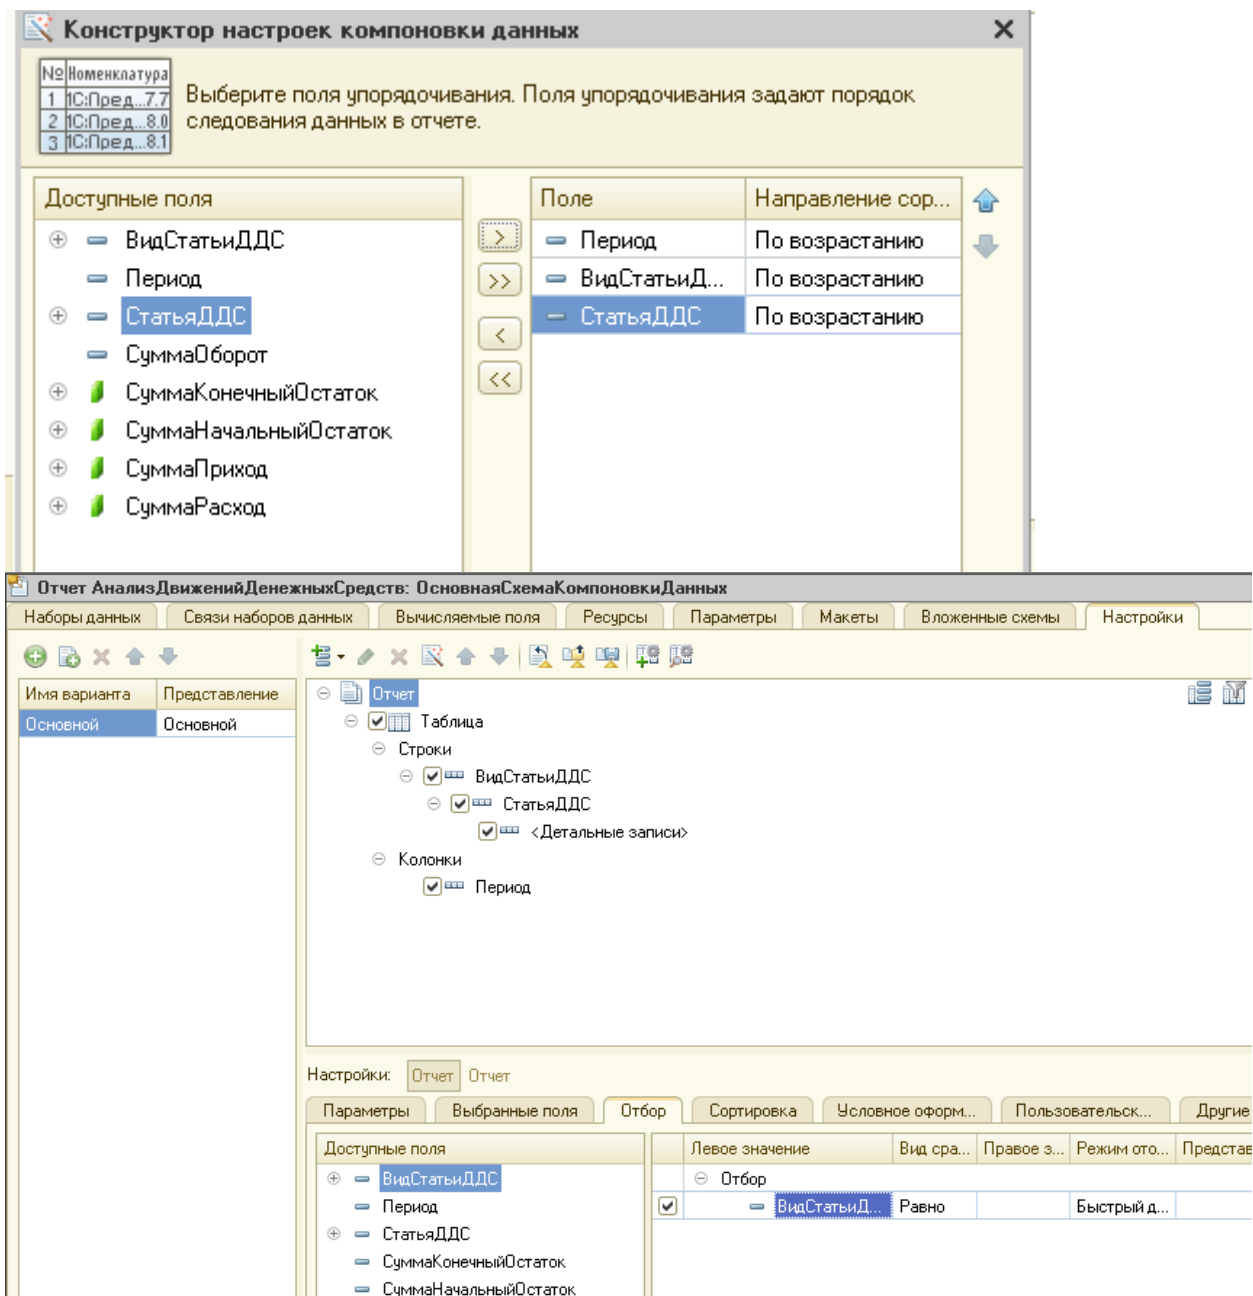 Конструктор настроек компоновки данных
№ Номенклатура
1 1С:Пред...7.7
2 1С:Пред...8.0
3 1С:Пред...8.1
Выберите поля упорядочивания. Поля упорядочивания задают порядок
следования данных в отчете.
Доступные поля
Поле Направление сор...
ВидСтатьиДДС
Период
СтатьяДДС
СуммаОборот
СуммаКонечныйОстаток
СуммаНачальныйОстаток
СуммаПриход
СуммаРасход
>
>>
<
<<
Период По возрастанию
ВидСтатьиД... По возрастанию
СтатьяДДС По возрастанию
Отчет АнализДвиженийДенежныхСредств: ОсновнаяСхемаКомпоновкиДанных
Наборы данных Связи наборов данных Вычисляемые поля Ресурсы Параметры Макеты Вложенные схемы Настройки
Имя варианта Представление
Основной Основной
Отчет
Таблица
Строки
ВидСтатьиДДС
СтатьяДДС
<Детальные записи>
Колонки
Период
Настройки: Отчет Отчет
Параметры Выбранные поля Отбор Сортировка Условное оформ... Пользовательск... Другие
Доступные поля
ВидСтатьиДДС
Период
СтатьяДДС
СуммаКонечныйОстаток
СуммаНачальныйОстаток
Левое значение Вид сра... Правое з... Режим ото... Представ
Отбор
ВидСтатьиД... Равно Быстрый д...